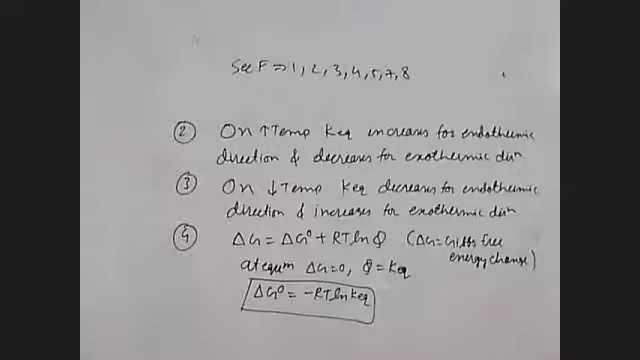 Sec F ⇒ 1, 2, 3, 4, 5, 7, 8
② On ↑Temp Keq increases for endothermic
direction & decreases for exothermic dirn
③ On ↓Temp Keq decreases for endothermic
direction & increases for exothermic dirn
④ ΔG = ΔG° + RT ln Q (ΔG = Gibbs free
energy change)
at equm ΔG=0, Q = Keq
ΔG° = -RT ln Keq